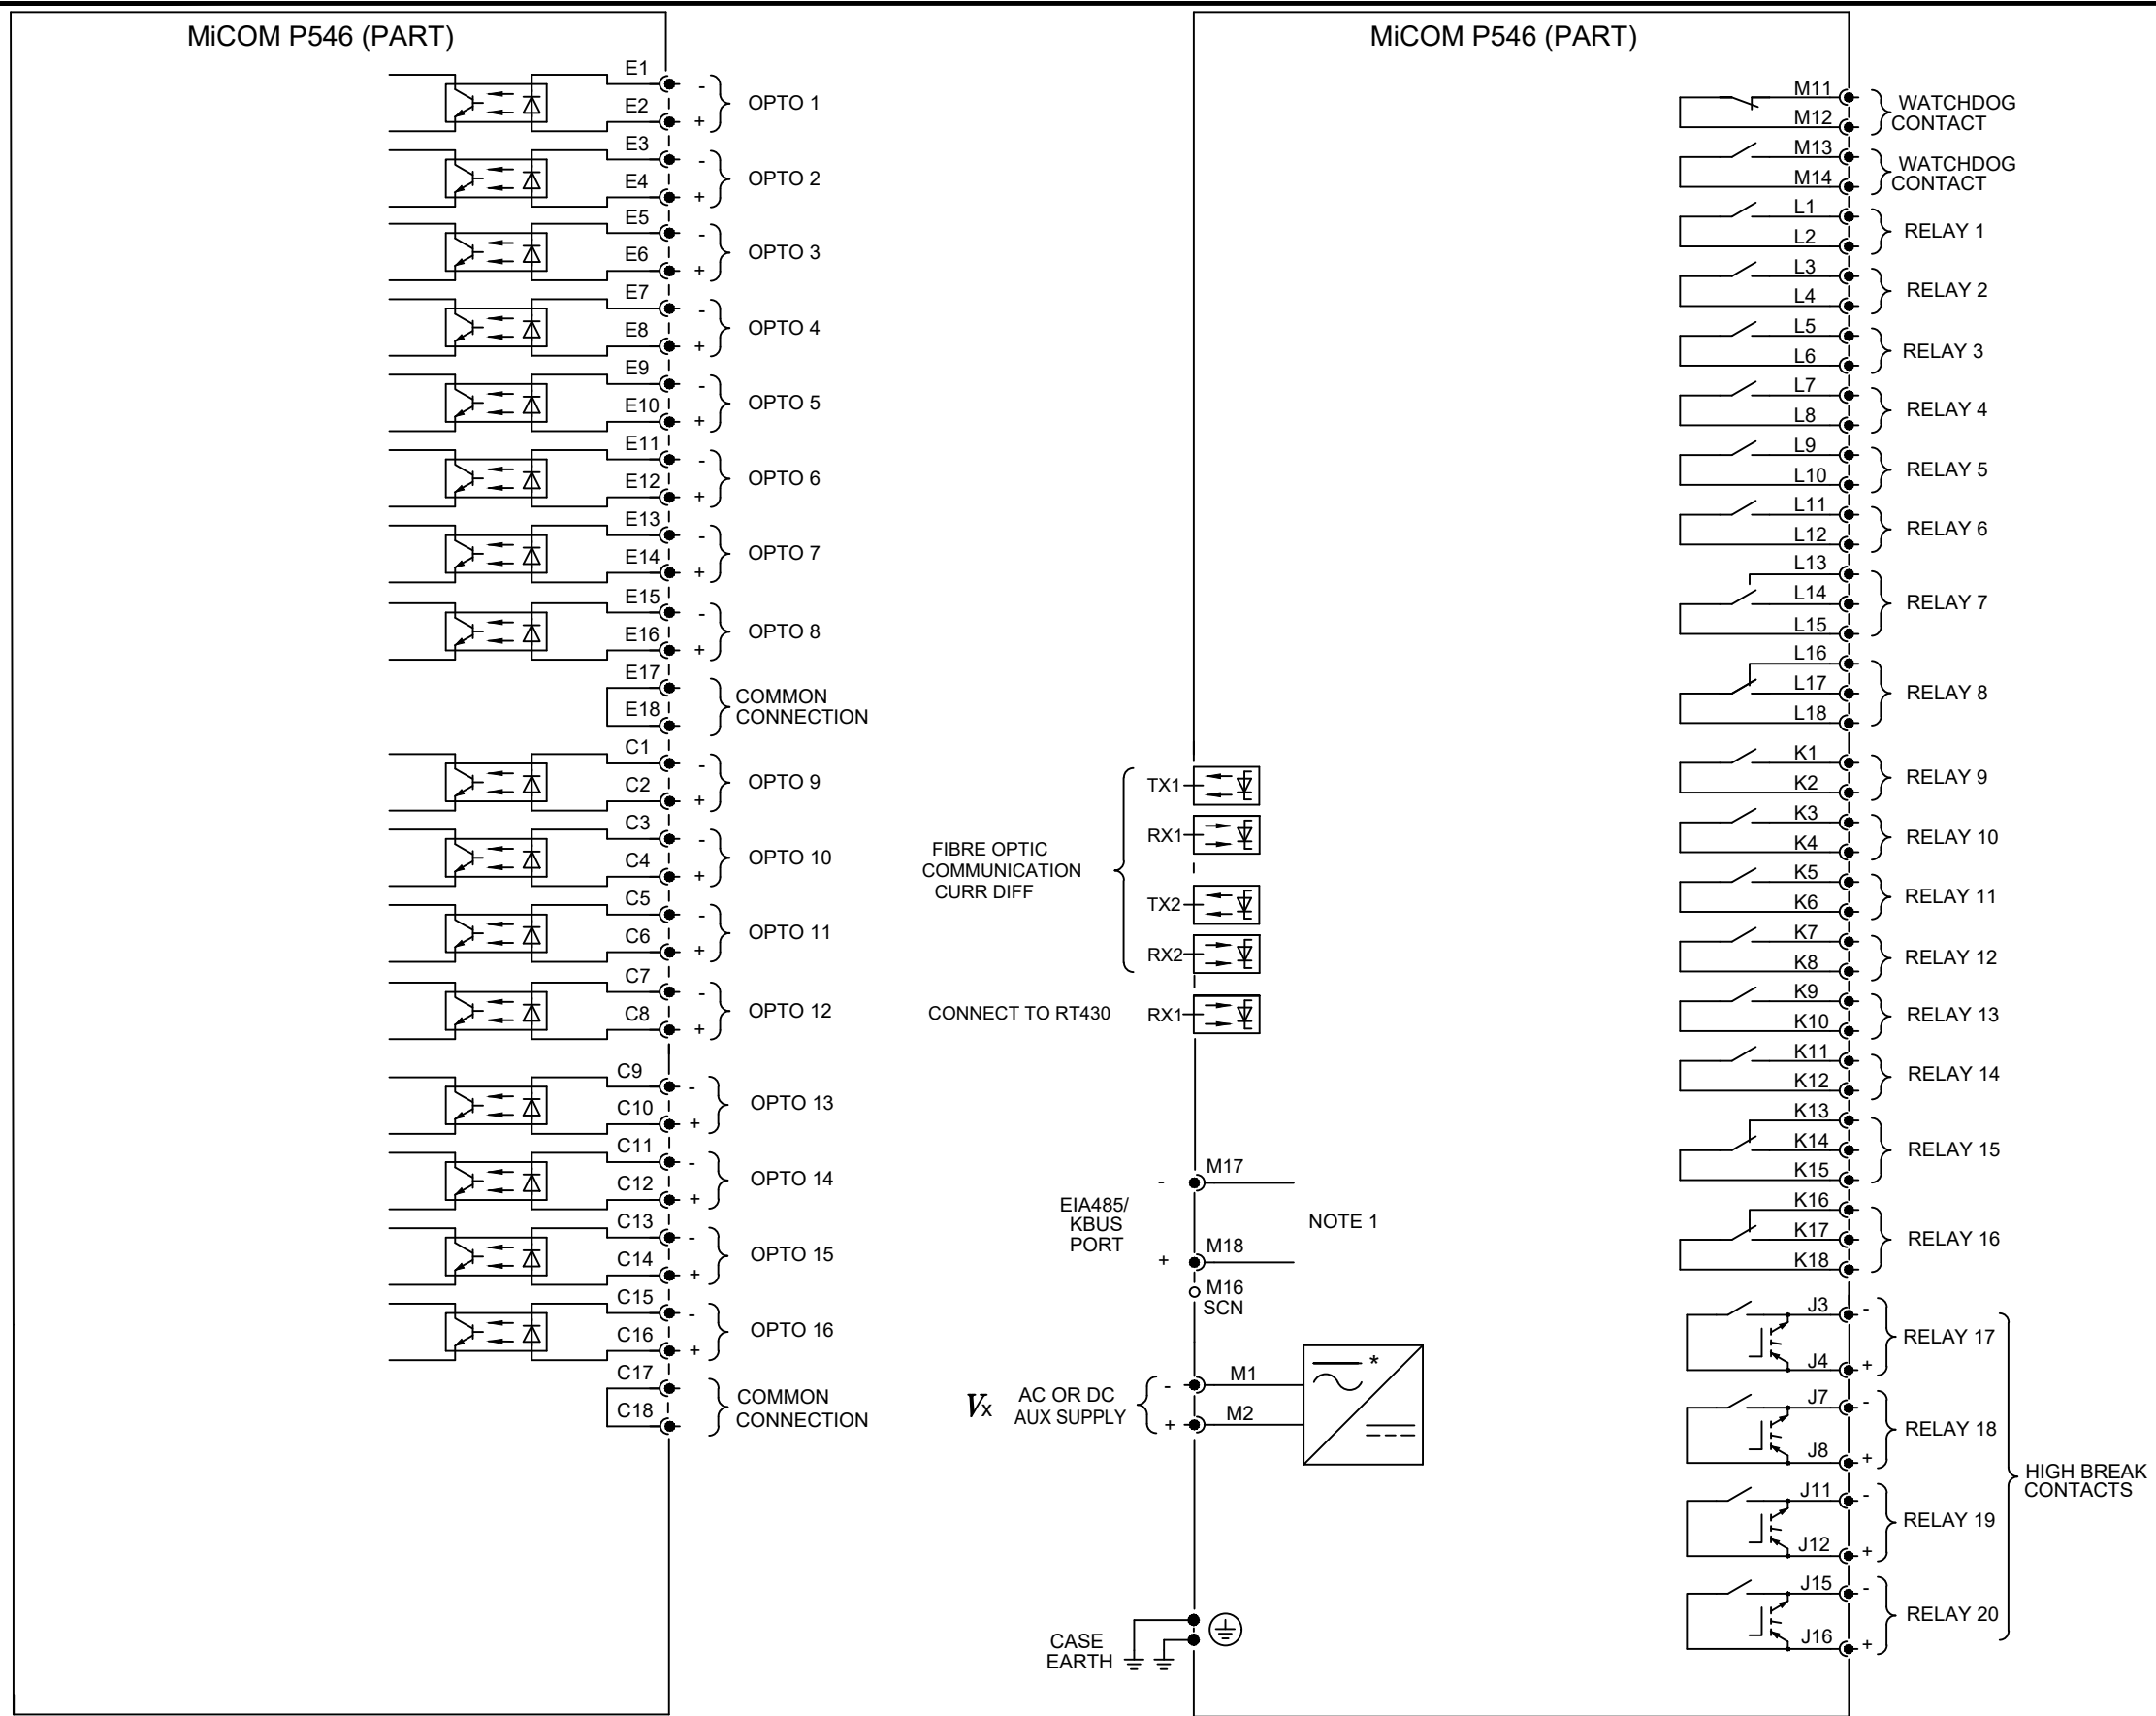 MiCOM P546 (PART)
E1
-
E2
+
OPTO 1
E3
-
E4
+
OPTO 2
E5
-
E6
+
OPTO 3
E7
-
E8
+
OPTO 4
E9
-
E10
+
OPTO 5
E11
-
E12
+
OPTO 6
E13
-
E14
+
OPTO 7
E15
-
E16
+
OPTO 8
E17
E18
COMMON
CONNECTION
C1
-
C2
+
OPTO 9
C3
-
C4
+
OPTO 10
C5
-
C6
+
OPTO 11
C7
-
C8
+
OPTO 12
C9
-
C10
+
OPTO 13
C11
-
C12
+
OPTO 14
C13
-
C14
+
OPTO 15
C15
-
C16
+
OPTO 16
C17
C18
COMMON
CONNECTION
MiCOM P546 (PART)
FIBRE OPTIC
COMMUNICATION
CURR DIFF
TX1
RX1
TX2
RX2
CONNECT TO RT430
RX1
EIA485/
KBUS
PORT
-
M17
+
M18
NOTE 1
M16
SCN
Vx
AC OR DC
AUX SUPPLY
-
M1
+
M2
*
CASE
EARTH
M11
M12
WATCHDOG
CONTACT
M13
M14
WATCHDOG
CONTACT
L1
L2
RELAY 1
L3
L4
RELAY 2
L5
L6
RELAY 3
L7
L8
RELAY 4
L9
L10
RELAY 5
L11
L12
RELAY 6
L13
L14
L15
RELAY 7
L16
L17
L18
RELAY 8
K1
K2
RELAY 9
K3
K4
RELAY 10
K5
K6
RELAY 11
K7
K8
RELAY 12
K9
K10
RELAY 13
K11
K12
RELAY 14
K13
K14
K15
RELAY 15
K16
K17
K18
RELAY 16
J3
-
J4
+
RELAY 17
J7
-
J8
+
RELAY 18
J11
-
J12
+
RELAY 19
J15
-
J16
+
RELAY 20
HIGH BREAK
CONTACTS